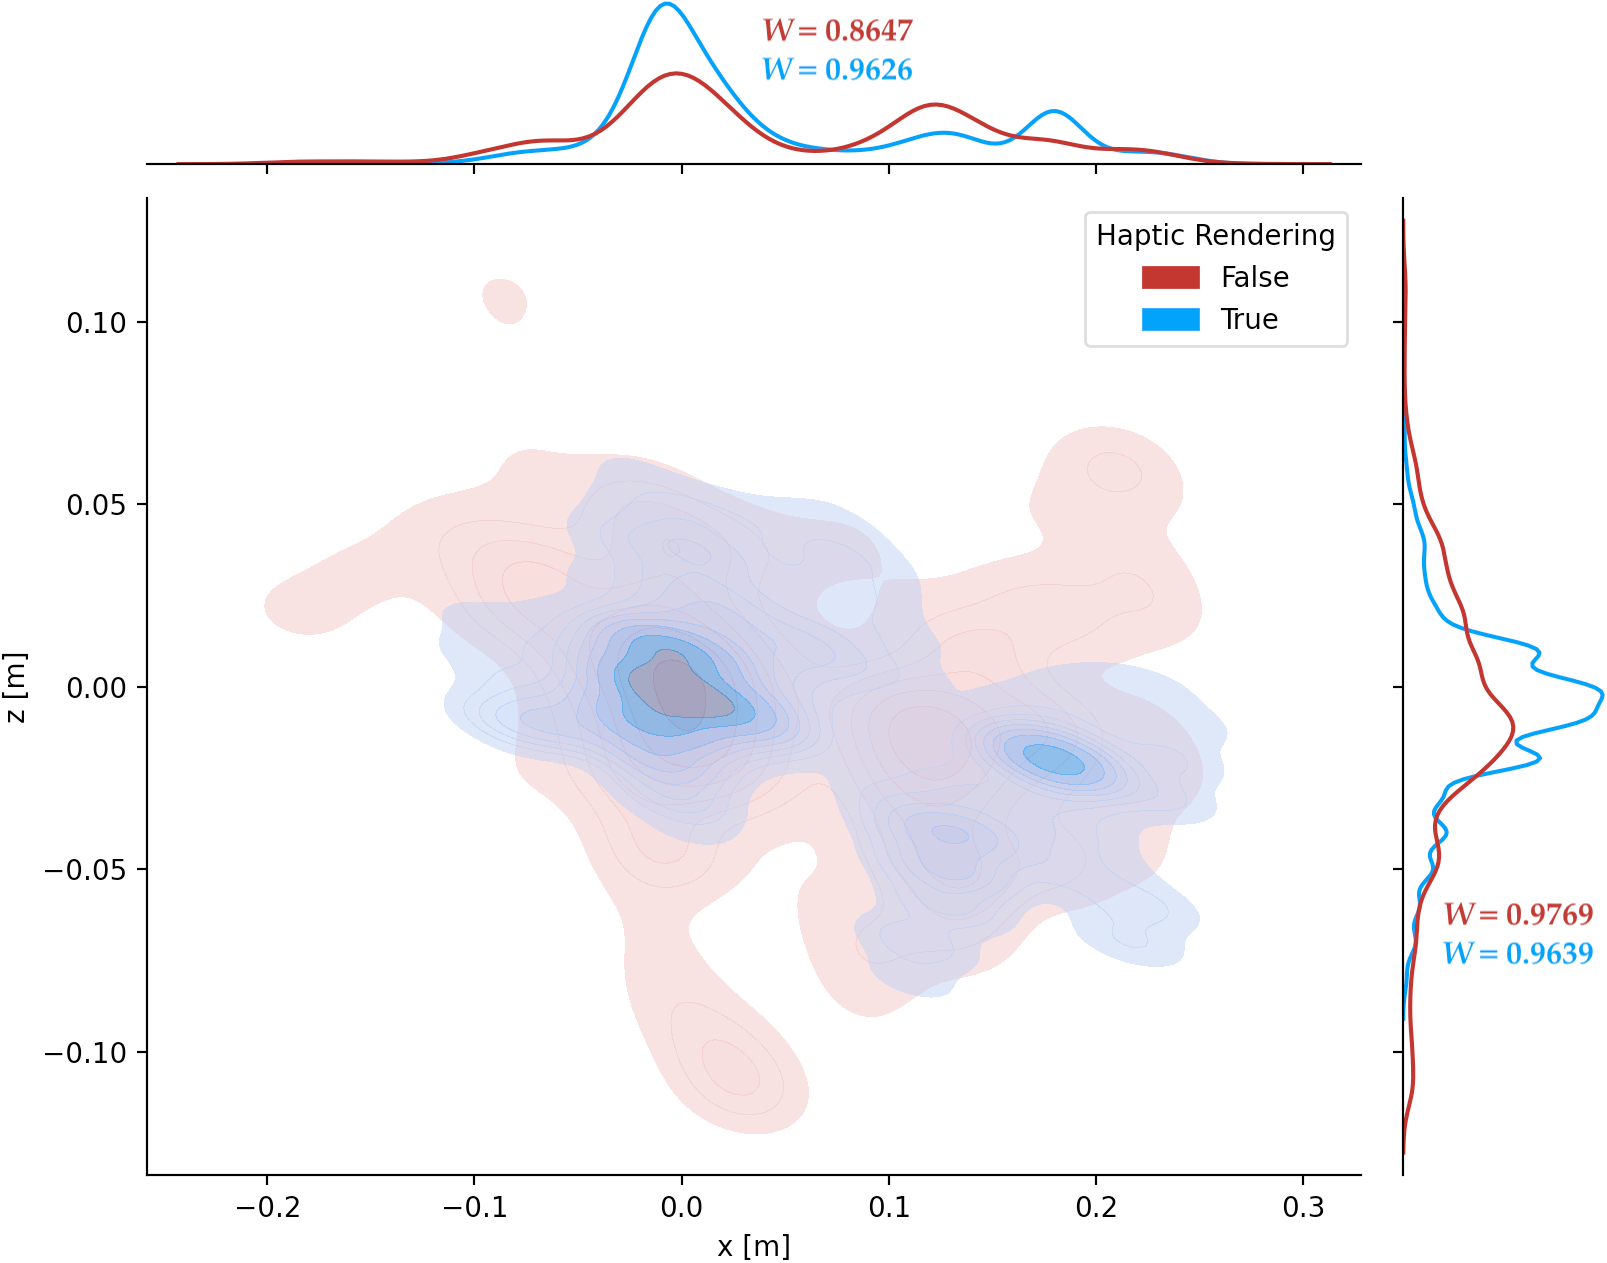 W = 0.8647
W = 0.9626
Haptic Rendering
False
True
0.10
0.05
0.00
−0.05
−0.10
z [m]
W = 0.9769
W = 0.9639
−0.2 −0.1 0.0 0.1 0.2 0.3
x [m]